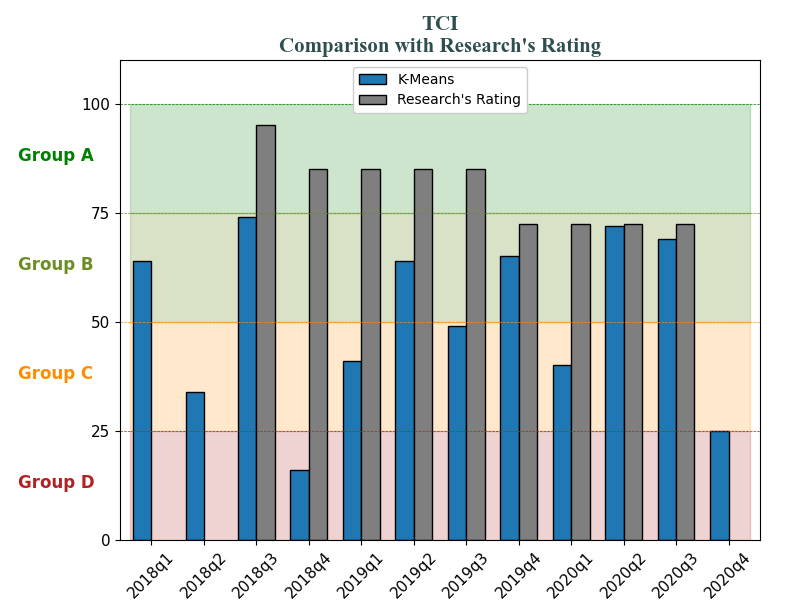 TCI
Comparison with Research's Rating
K-Means
Research's Rating
100
Group A
75
Group B
50
Group C
25
Group D
0
2018q1
2018q2
2018q3
2018q4
2019q1
2019q2
2019q3
2019q4
2020q1
2020q2
2020q3
2020q4